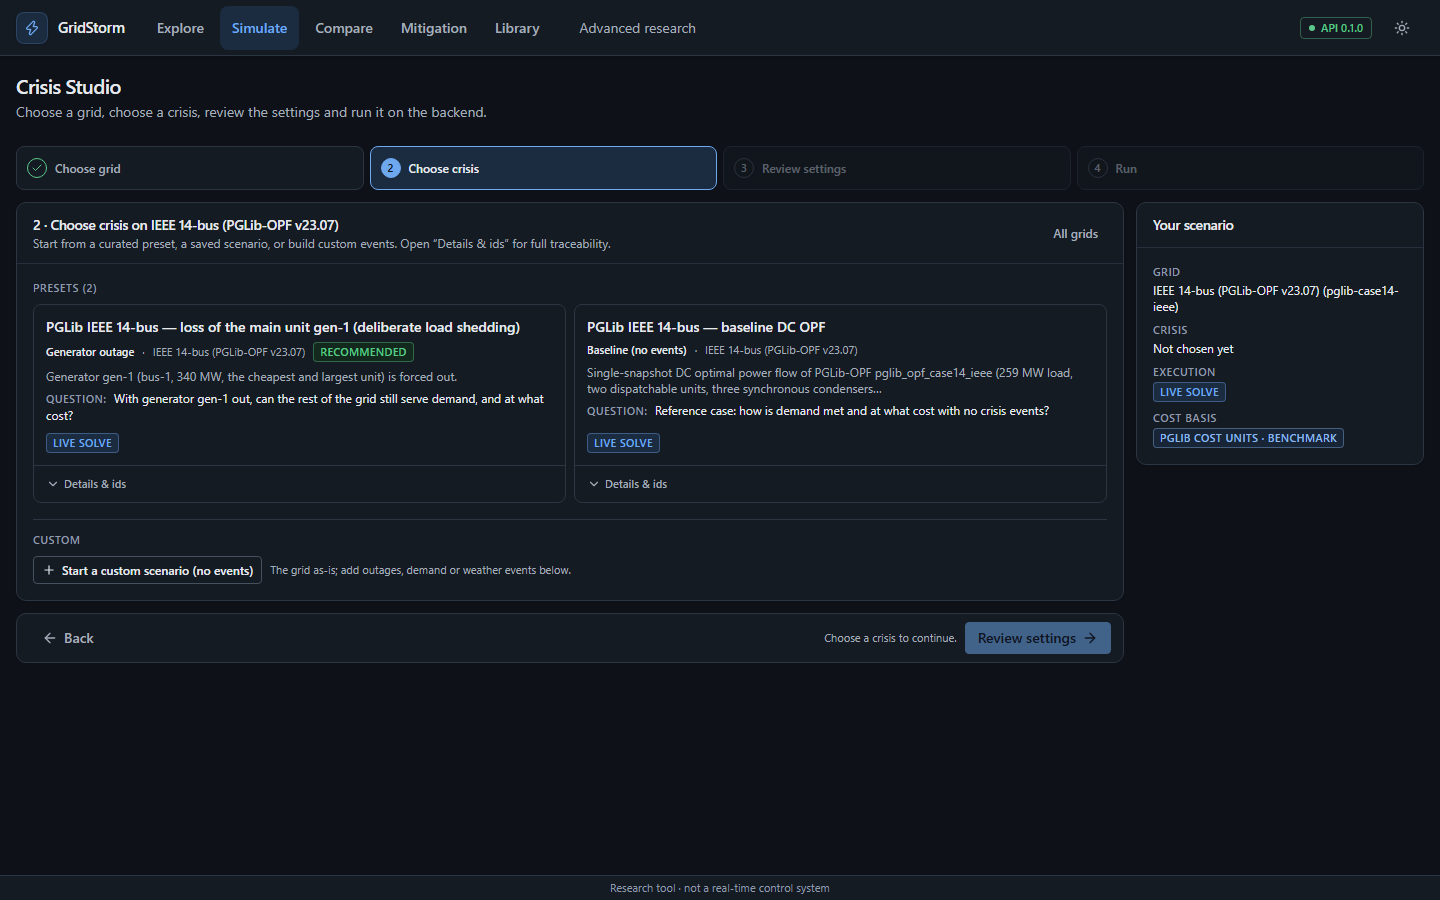 GridStorm
Explore
Simulate
Compare
Mitigation
Library
Advanced research
API 0.1.0
Crisis Studio
Choose a grid, choose a crisis, review the settings and run it on the backend.
Choose grid
2 Choose crisis
3 Review settings
4 Run
2 · Choose crisis on IEEE 14-bus (PGLib-OPF v23.07)
Start from a curated preset, a saved scenario, or build custom events. Open “Details & ids” for full traceability.
All grids
PRESETS (2)
PGLib IEEE 14-bus — loss of the main unit gen-1 (deliberate load shedding)
Generator outage · IEEE 14-bus (PGLib-OPF v23.07) RECOMMENDED
Generator gen-1 (bus-1, 340 MW, the cheapest and largest unit) is forced out.
QUESTION: With generator gen-1 out, can the rest of the grid still serve demand, and at what
cost?
LIVE SOLVE
Details & ids
PGLib IEEE 14-bus — baseline DC OPF
Baseline (no events) · IEEE 14-bus (PGLib-OPF v23.07)
Single-snapshot DC optimal power flow of PGLib-OPF pglib_opf_case14_ieee (259 MW load,
two dispatchable units, three synchronous condensers…
QUESTION: Reference case: how is demand met and at what cost with no crisis events?
LIVE SOLVE
Details & ids
CUSTOM
Start a custom scenario (no events)
The grid as-is; add outages, demand or weather events below.
Back
Choose a crisis to continue.
Review settings
Your scenario
GRID
IEEE 14-bus (PGLib-OPF v23.07) (pglib-case14-
ieee)
CRISIS
Not chosen yet
EXECUTION
LIVE SOLVE
COST BASIS
PGLIB COST UNITS · BENCHMARK
Research tool · not a real-time control system